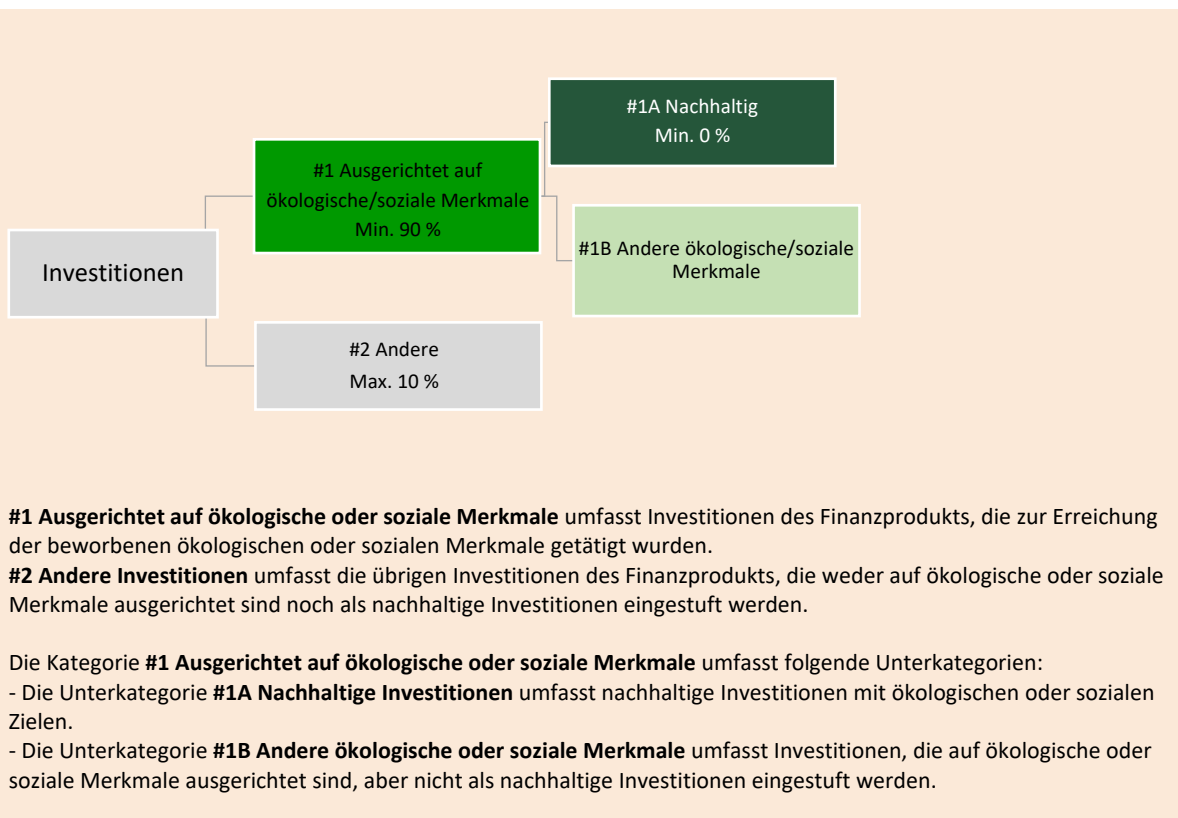 #1A Nachhaltig
Min. 0 %
#1 Ausgerichtet auf
ökologische/soziale Merkmale
Min. 90 %
#1B Andere ökologische/soziale
Merkmale
Investitionen
#2 Andere
Max. 10 %
#1 Ausgerichtet auf ökologische oder soziale Merkmale umfasst Investitionen des Finanzprodukts, die zur Erreichung
der beworbenen ökologischen oder sozialen Merkmale getätigt wurden.
#2 Andere Investitionen umfasst die übrigen Investitionen des Finanzprodukts, die weder auf ökologische oder soziale
Merkmale ausgerichtet sind noch als nachhaltige Investitionen eingestuft werden.
Die Kategorie #1 Ausgerichtet auf ökologische oder soziale Merkmale umfasst folgende Unterkategorien:
- Die Unterkategorie #1A Nachhaltige Investitionen umfasst nachhaltige Investitionen mit ökologischen oder sozialen
Zielen.
- Die Unterkategorie #1B Andere ökologische oder soziale Merkmale umfasst Investitionen, die auf ökologische oder
soziale Merkmale ausgerichtet sind, aber nicht als nachhaltige Investitionen eingestuft werden.